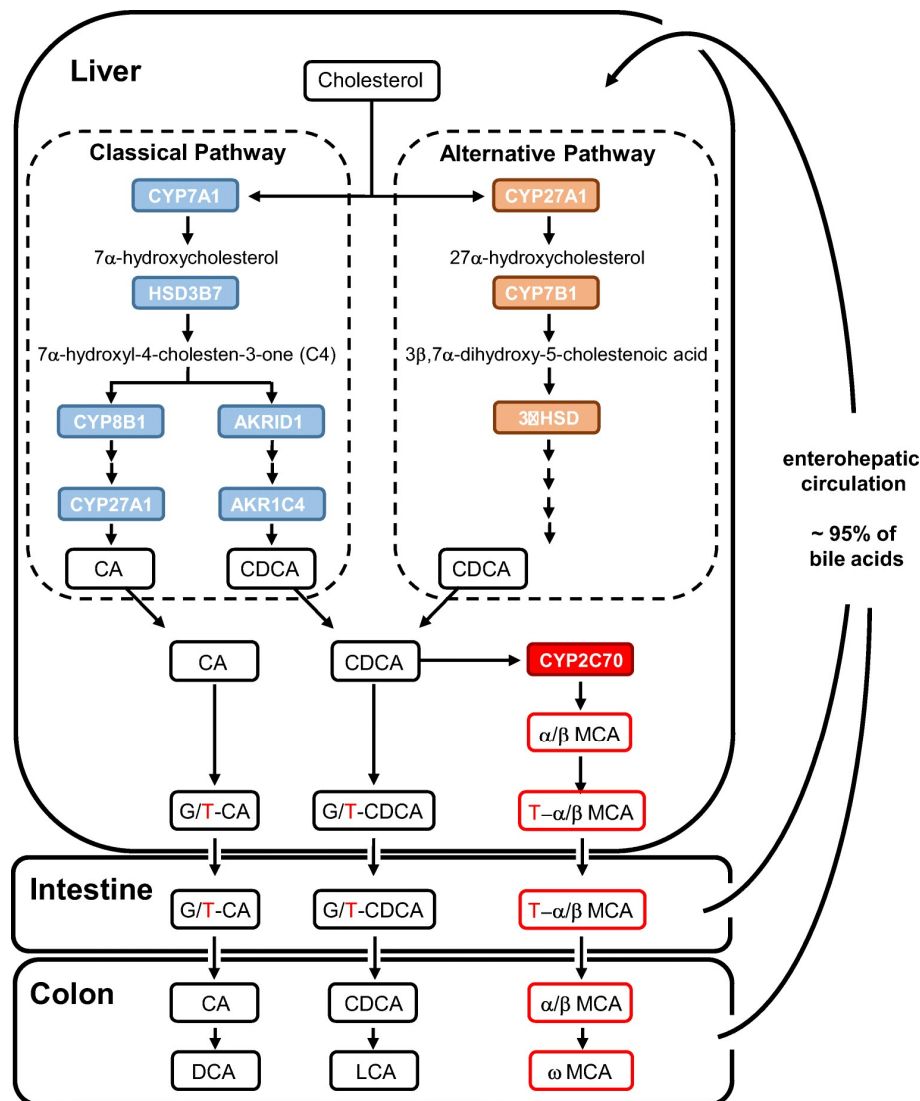 Liver
Cholesterol
Classical Pathway
CYP7A1
7α-hydroxycholesterol
HSD3B7
7α-hydroxyl-4-cholesten-3-one (C4)
CYP8B1
AKRID1
CYP27A1
AKR1C4
CA
CDCA
Alternative Pathway
CYP27A1
27α-hydroxycholesterol
CYP7B1
3β,7α-dihydroxy-5-cholestenoic acid
3▯HSD
CDCA
CA
CDCA
CYP2C70
α/β MCA
G/T-CA
G/T-CDCA
T–α/β MCA
Intestine
G/T-CA
G/T-CDCA
T–α/β MCA
Colon
CA
CDCA
α/β MCA
DCA
LCA
ω MCA
enterohepatic
circulation
~ 95% of
bile acids